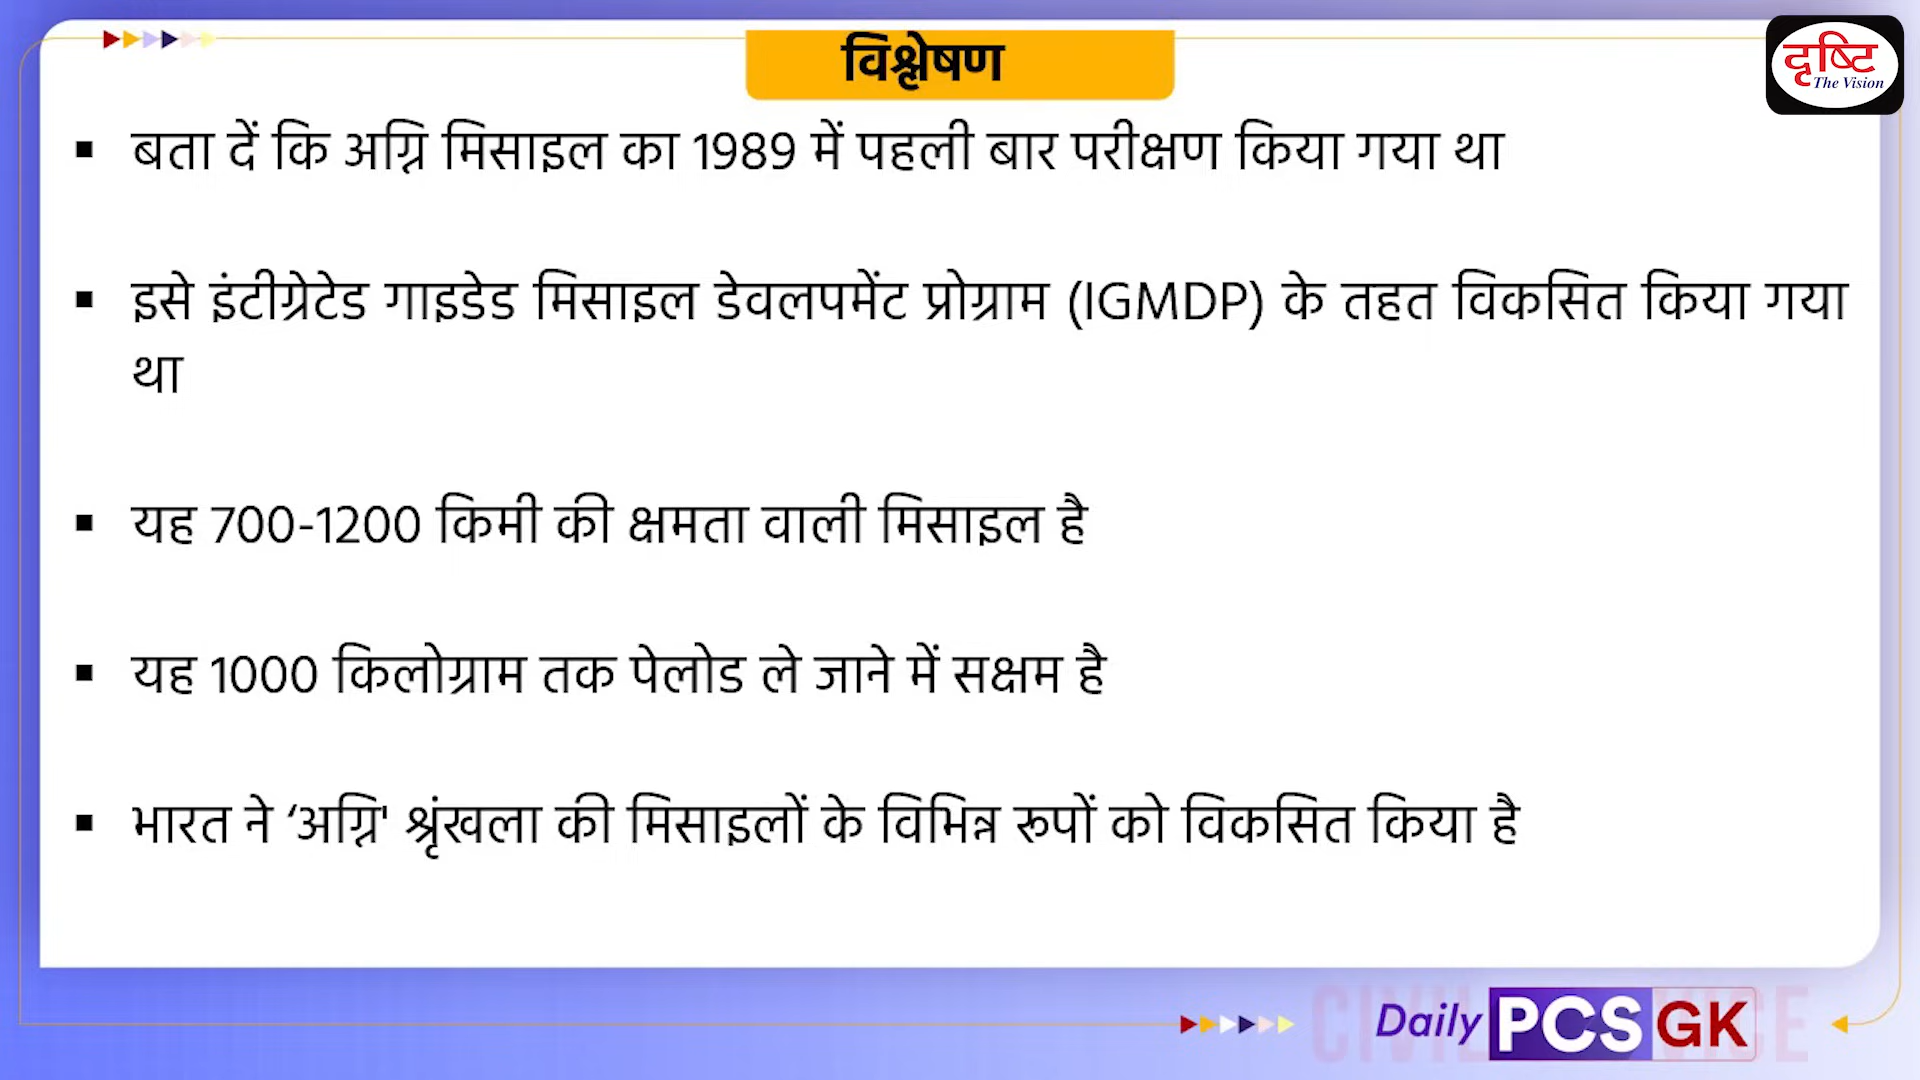 विश्लेषण
दृष्टि
The Vision
▪ बता दें कि अग्नि मिसाइल का 1989 में पहली बार परीक्षण किया गया था
▪ इसे इंटीग्रेटेड गाइडेड मिसाइल डेवलपमेंट प्रोग्राम (IGMDP) के तहत विकसित किया गया
था
▪ यह 700-1200 किमी की क्षमता वाली मिसाइल है
▪ यह 1000 किलोग्राम तक पेलोड ले जाने में सक्षम है
▪ भारत ने ‘अग्नि' श्रृंखला की मिसाइलों के विभिन्न रूपों को विकसित किया है
Daily PCS GK